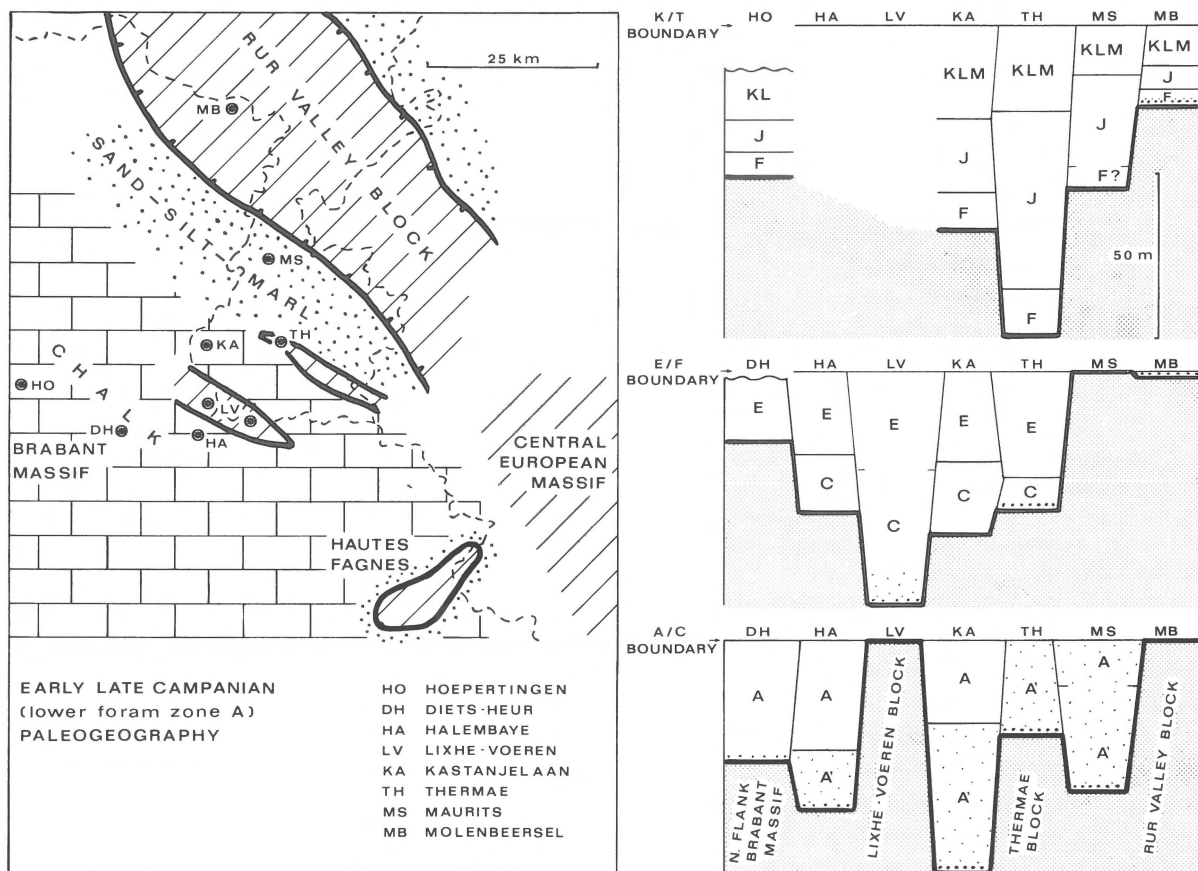 25 km
RUR VALLEY BLOCK
MB
SAND-SILT-MARL
MS
KA
TH
CHALK
HO
LV
DH
HA
BRABANT
MASSIF
CENTRAL
EUROPEAN
MASSIF
HAUTES
FAGNES
EARLY LATE CAMPANIAN
(lower foram zone A)
PALEOGEOGRAPHY
HO HOEPERTINGEN
DH DIETS-HEUR
HA HALEMBAYE
LV LIXHE-VOEREN
KA KASTANJELAAN
TH THERMAE
MS MAURITS
MB MOLENBEERSEL
K/T
BOUNDARY
HO HA LV KA TH MS MB
KL KLM KLM KLM KLM
J J J J J
F F F F? F
50 m
E/F
BOUNDARY
DH HA LV KA TH MS MB
E E E E E
C C C C
A/C
BOUNDARY
DH HA LV KA TH MS MB
A A A A' A
A' A' A'
N. FLANK
BRABANT
MASSIF
LIXHE-VOEREN BLOCK
THERMAE
BLOCK
RUR VALLEY BLOCK